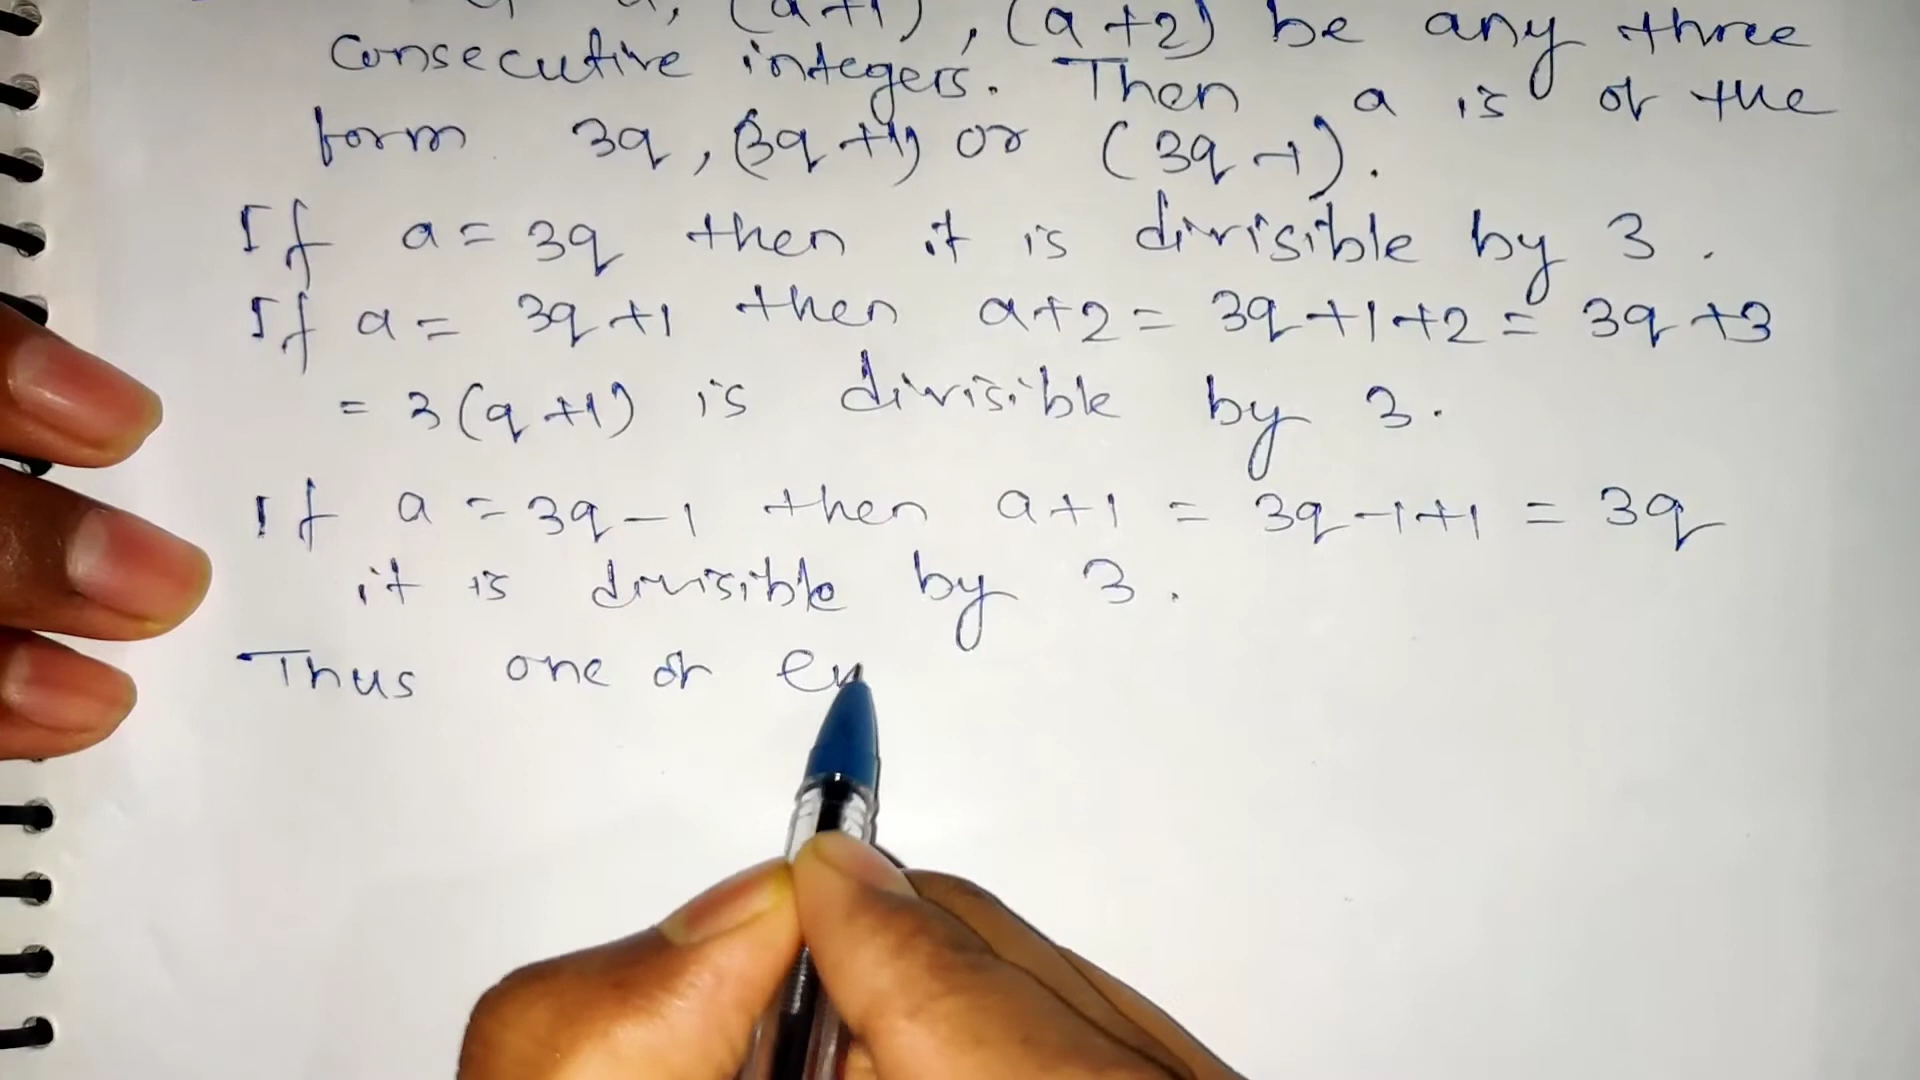 a, (a+1), (a+2) be any three
consecutive integers. Then a is of the
form 3q, (3q+1) or (3q-1).
If a = 3q then it is divisible by 3.
If a = 3q+1 then a+2 = 3q+1+2 = 3q+3
= 3(q+1) is divisible by 3.
If a = 3q-1 then a+1 = 3q-1+1 = 3q
it is divisible by 3.
Thus one of ev